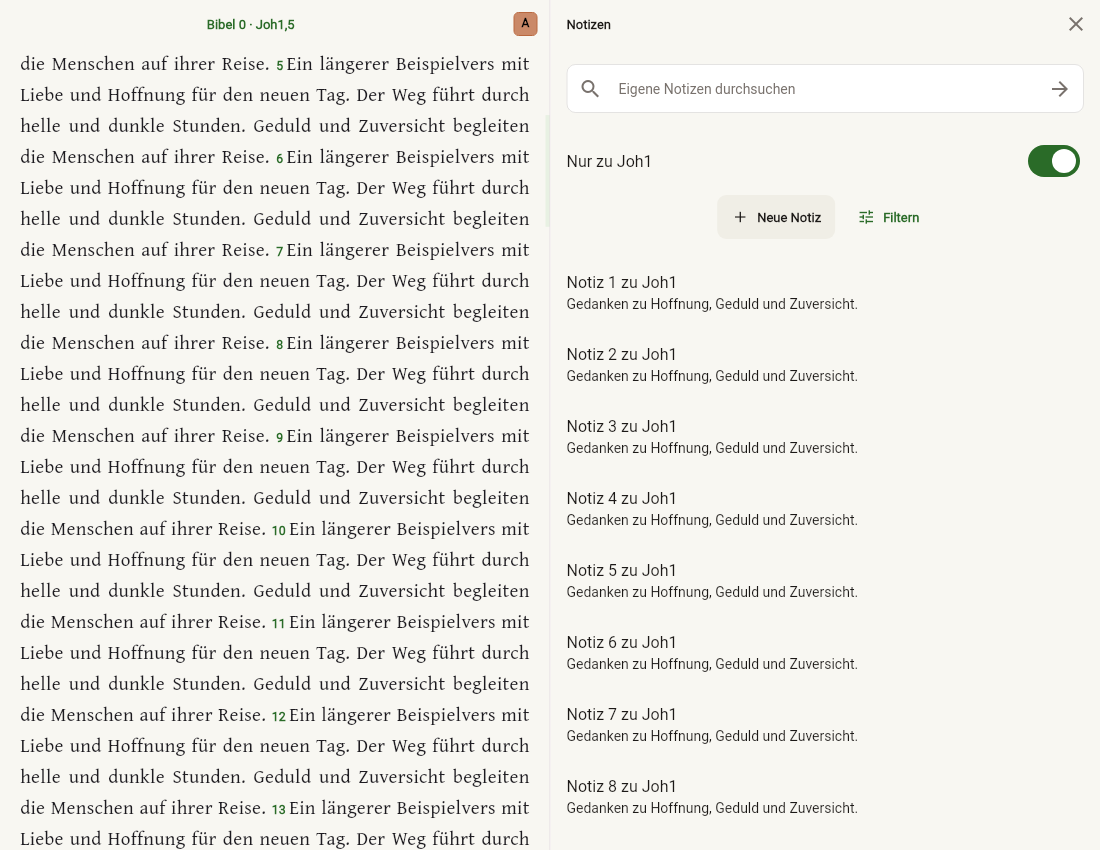 Bibel 0 · Joh1,5
A
die Menschen auf ihrer Reise. 5 Ein längerer Beispielvers mit
Liebe und Hoffnung für den neuen Tag. Der Weg führt durch
helle und dunkle Stunden. Geduld und Zuversicht begleiten
die Menschen auf ihrer Reise. 6 Ein längerer Beispielvers mit
Liebe und Hoffnung für den neuen Tag. Der Weg führt durch
helle und dunkle Stunden. Geduld und Zuversicht begleiten
die Menschen auf ihrer Reise. 7 Ein längerer Beispielvers mit
Liebe und Hoffnung für den neuen Tag. Der Weg führt durch
helle und dunkle Stunden. Geduld und Zuversicht begleiten
die Menschen auf ihrer Reise. 8 Ein längerer Beispielvers mit
Liebe und Hoffnung für den neuen Tag. Der Weg führt durch
helle und dunkle Stunden. Geduld und Zuversicht begleiten
die Menschen auf ihrer Reise. 9 Ein längerer Beispielvers mit
Liebe und Hoffnung für den neuen Tag. Der Weg führt durch
helle und dunkle Stunden. Geduld und Zuversicht begleiten
die Menschen auf ihrer Reise. 10 Ein längerer Beispielvers mit
Liebe und Hoffnung für den neuen Tag. Der Weg führt durch
helle und dunkle Stunden. Geduld und Zuversicht begleiten
die Menschen auf ihrer Reise. 11 Ein längerer Beispielvers mit
Liebe und Hoffnung für den neuen Tag. Der Weg führt durch
helle und dunkle Stunden. Geduld und Zuversicht begleiten
die Menschen auf ihrer Reise. 12 Ein längerer Beispielvers mit
Liebe und Hoffnung für den neuen Tag. Der Weg führt durch
helle und dunkle Stunden. Geduld und Zuversicht begleiten
die Menschen auf ihrer Reise. 13 Ein längerer Beispielvers mit
Liebe und Hoffnung für den neuen Tag. Der Weg führt durch
Notizen
Eigene Notizen durchsuchen
Nur zu Joh1
Neue Notiz
Filtern
Notiz 1 zu Joh1
Gedanken zu Hoffnung, Geduld und Zuversicht.
Notiz 2 zu Joh1
Gedanken zu Hoffnung, Geduld und Zuversicht.
Notiz 3 zu Joh1
Gedanken zu Hoffnung, Geduld und Zuversicht.
Notiz 4 zu Joh1
Gedanken zu Hoffnung, Geduld und Zuversicht.
Notiz 5 zu Joh1
Gedanken zu Hoffnung, Geduld und Zuversicht.
Notiz 6 zu Joh1
Gedanken zu Hoffnung, Geduld und Zuversicht.
Notiz 7 zu Joh1
Gedanken zu Hoffnung, Geduld und Zuversicht.
Notiz 8 zu Joh1
Gedanken zu Hoffnung, Geduld und Zuversicht.